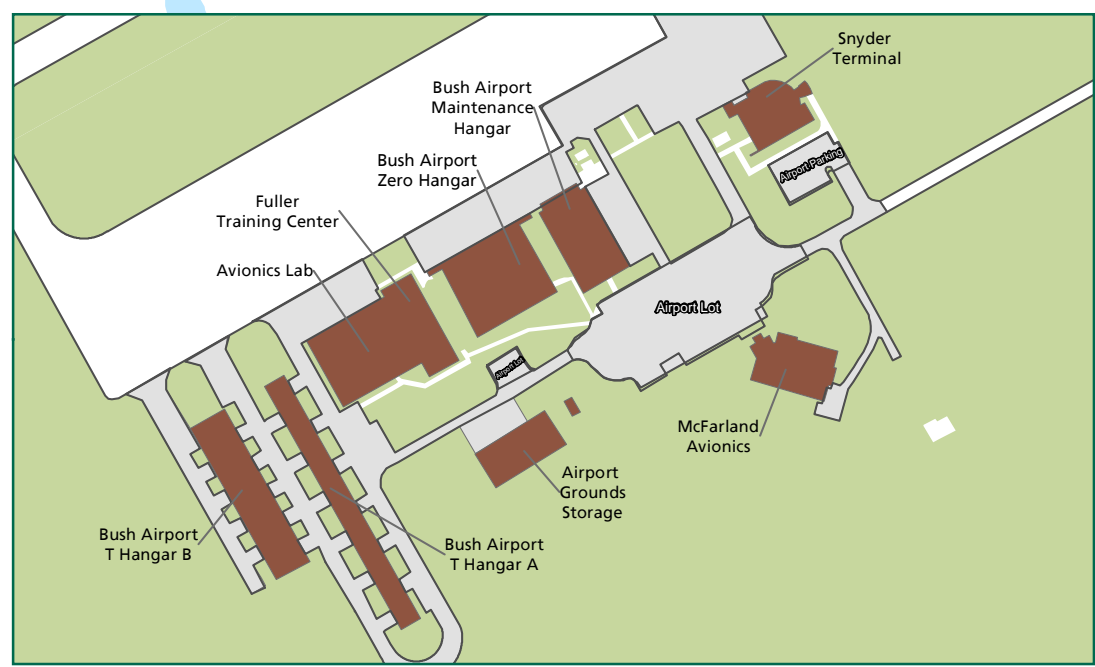 Snyder
Terminal
Bush Airport
Maintenance
Hangar
Airport Parking
Bush Airport
Zero Hangar
Fuller
Training Center
Avionics Lab
Airport Lot
Airport Lot
McFarland
Avionics
Airport
Grounds
Storage
Bush Airport
T Hangar B
Bush Airport
T Hangar A